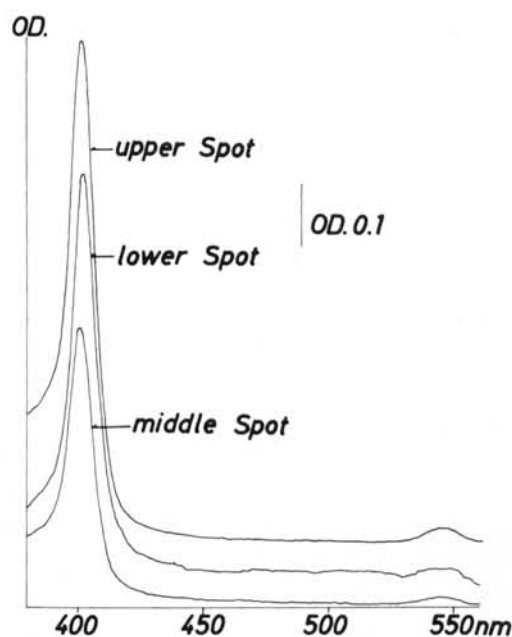 OD.
upper Spot
OD. 0.1
lower Spot
middle Spot
400 450 500 550nm